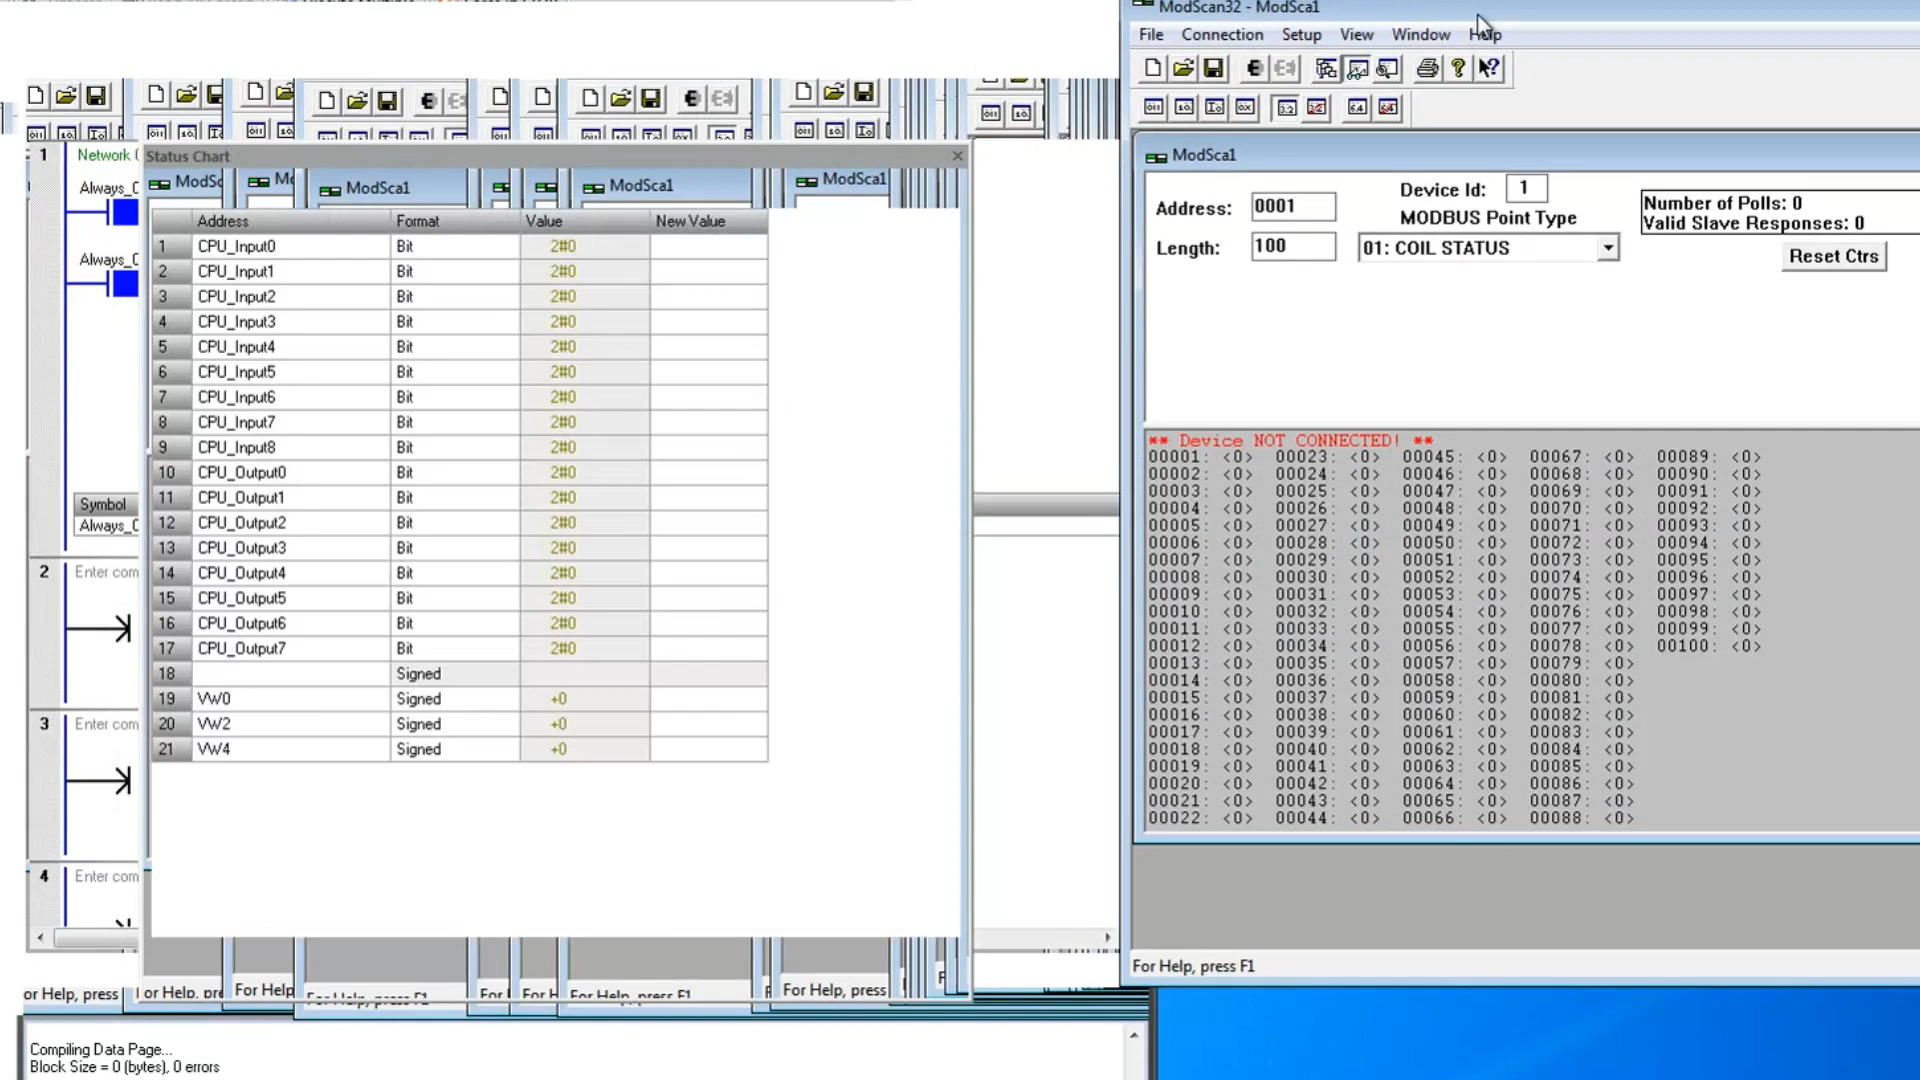 ModScan32 - ModSca1
File Connection Setup View Window Help
1 Network
Always_
Always_
Symbol
Always_
2 Enter com
3 Enter com
4 Enter com
Status Chart
ModSca1
ModSca1
ModSca1
Address Format Value New Value
1 CPU_Input0 Bit 2#0
2 CPU_Input1 Bit 2#0
3 CPU_Input2 Bit 2#0
4 CPU_Input3 Bit 2#0
5 CPU_Input4 Bit 2#0
6 CPU_Input5 Bit 2#0
7 CPU_Input6 Bit 2#0
8 CPU_Input7 Bit 2#0
9 CPU_Input8 Bit 2#0
10 CPU_Output0 Bit 2#0
11 CPU_Output1 Bit 2#0
12 CPU_Output2 Bit 2#0
13 CPU_Output3 Bit 2#0
14 CPU_Output4 Bit 2#0
15 CPU_Output5 Bit 2#0
16 CPU_Output6 Bit 2#0
17 CPU_Output7 Bit 2#0
18 Signed
19 VW0 Signed +0
20 VW2 Signed +0
21 VW4 Signed +0
or Help, press
For Help, pre
For Help
For Help, press F1
For Help, press F1
For Help, press
Compiling Data Page...
Block Size = 0 (bytes), 0 errors
ModSca1
Address: 0001
Length: 100
Device Id: 1
MODBUS Point Type
01: COIL STATUS
Number of Polls: 0
Valid Slave Responses: 0
Reset Ctrs
** Device NOT CONNECTED! **
00001: <0> 00023: <0> 00045: <0> 00067: <0> 00089: <0>
00002: <0> 00024: <0> 00046: <0> 00068: <0> 00090: <0>
00003: <0> 00025: <0> 00047: <0> 00069: <0> 00091: <0>
00004: <0> 00026: <0> 00048: <0> 00070: <0> 00092: <0>
00005: <0> 00027: <0> 00049: <0> 00071: <0> 00093: <0>
00006: <0> 00028: <0> 00050: <0> 00072: <0> 00094: <0>
00007: <0> 00029: <0> 00051: <0> 00073: <0> 00095: <0>
00008: <0> 00030: <0> 00052: <0> 00074: <0> 00096: <0>
00009: <0> 00031: <0> 00053: <0> 00075: <0> 00097: <0>
00010: <0> 00032: <0> 00054: <0> 00076: <0> 00098: <0>
00011: <0> 00033: <0> 00055: <0> 00077: <0> 00099: <0>
00012: <0> 00034: <0> 00056: <0> 00078: <0> 00100: <0>
00013: <0> 00035: <0> 00057: <0> 00079: <0>
00014: <0> 00036: <0> 00058: <0> 00080: <0>
00015: <0> 00037: <0> 00059: <0> 00081: <0>
00016: <0> 00038: <0> 00060: <0> 00082: <0>
00017: <0> 00039: <0> 00061: <0> 00083: <0>
00018: <0> 00040: <0> 00062: <0> 00084: <0>
00019: <0> 00041: <0> 00063: <0> 00085: <0>
00020: <0> 00042: <0> 00064: <0> 00086: <0>
00021: <0> 00043: <0> 00065: <0> 00087: <0>
00022: <0> 00044: <0> 00066: <0> 00088: <0>
For Help, press F1